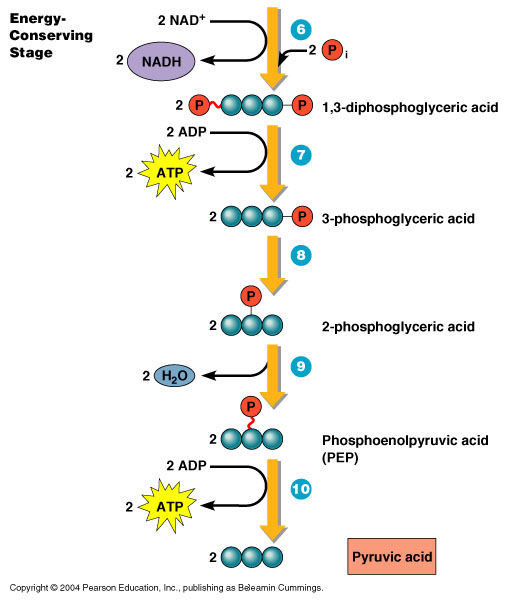 Energy-
Conserving
Stage
2 NAD+
2 NADH
6
2 P i
2 P P
1,3-diphosphoglyceric acid
2 ADP
7
2 ATP
2 P
3-phosphoglyceric acid
8
P
2
2-phosphoglyceric acid
9
2 H2O
P
2
Phosphoenolpyruvic acid
(PEP)
2 ADP
10
2 ATP
2
Pyruvic acid
Copyright © 2004 Pearson Education, Inc., publishing as Benjamin Cummings.